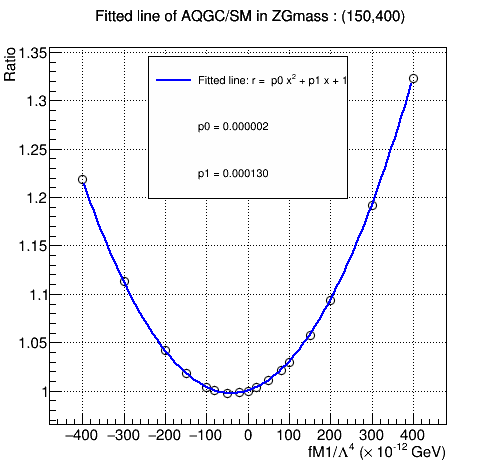 Fitted line of AQGC/SM in ZGmass : (150,400)
Ratio
1.35
1.3
1.25
1.2
1.15
1.1
1.05
1
Fitted line: r = p0 x² + p1 x + 1
p0 = 0.000002
p1 = 0.000130
−400 −300 −200 −100 0 100 200 300 400
fM1/Λ⁴ (× 10⁻¹² GeV)